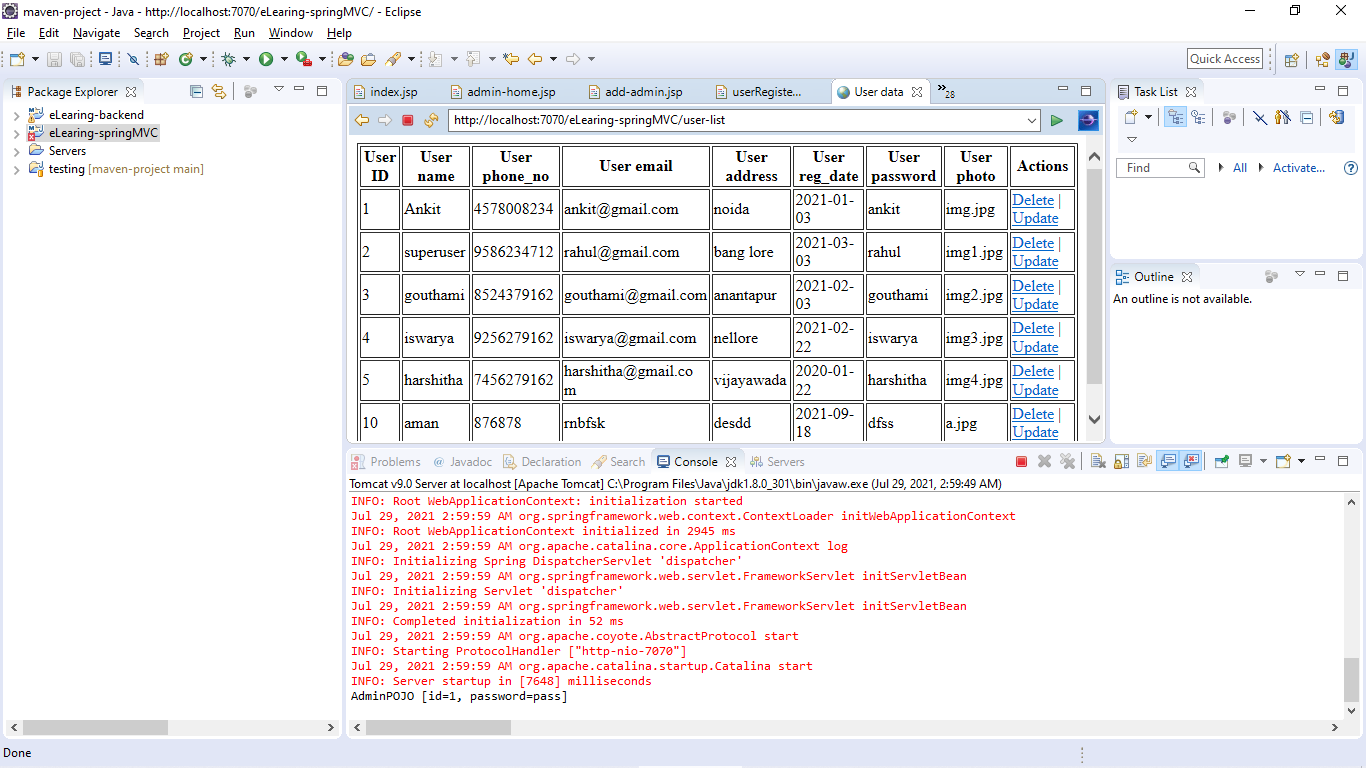 maven-project - Java - http://localhost:7070/eLearing-springMVC/ - Eclipse
File Edit Navigate Search Project Run Window Help
Quick Access
Package Explorer
eLearing-backend
eLearing-springMVC
Servers
testing [maven-project main]
index.jsp admin-home.jsp add-admin.jsp userRegiste... User data »28
http://localhost:7070/eLearing-springMVC/user-list
User ID User name User phone_no User email User address User reg_date User password User photo Actions
1 Ankit 4578008234 ankit@gmail.com noida 2021-01-03 ankit img.jpg Delete | Update
2 superuser 9586234712 rahul@gmail.com bang lore 2021-03-03 rahul img1.jpg Delete | Update
3 gouthami 8524379162 gouthami@gmail.com anantapur 2021-02-03 gouthami img2.jpg Delete | Update
4 iswarya 9256279162 iswarya@gmail.com nellore 2021-02-22 iswarya img3.jpg Delete | Update
5 harshitha 7456279162 harshitha@gmail.com vijayawada 2020-01-22 harshitha img4.jpg Delete | Update
10 aman 876878 rnbfsk desdd 2021-09-18 dfss a.jpg Delete | Update
Task List
Find All Activate...
Outline
An outline is not available.
Problems @ Javadoc Declaration Search Console Servers
Tomcat v9.0 Server at localhost [Apache Tomcat] C:\Program Files\Java\jdk1.8.0_301\bin\javaw.exe (Jul 29, 2021, 2:59:49 AM)
INFO: Root WebApplicationContext: initialization started
Jul 29, 2021 2:59:59 AM org.springframework.web.context.ContextLoader initWebApplicationContext
INFO: Root WebApplicationContext initialized in 2945 ms
Jul 29, 2021 2:59:59 AM org.apache.catalina.core.ApplicationContext log
INFO: Initializing Spring DispatcherServlet 'dispatcher'
Jul 29, 2021 2:59:59 AM org.springframework.web.servlet.FrameworkServlet initServletBean
INFO: Initializing Servlet 'dispatcher'
Jul 29, 2021 2:59:59 AM org.springframework.web.servlet.FrameworkServlet initServletBean
INFO: Completed initialization in 52 ms
Jul 29, 2021 2:59:59 AM org.apache.coyote.AbstractProtocol start
INFO: Starting ProtocolHandler ["http-nio-7070"]
Jul 29, 2021 2:59:59 AM org.apache.catalina.startup.Catalina start
INFO: Server startup in [7648] milliseconds
AdminPOJO [id=1, password=pass]
Done